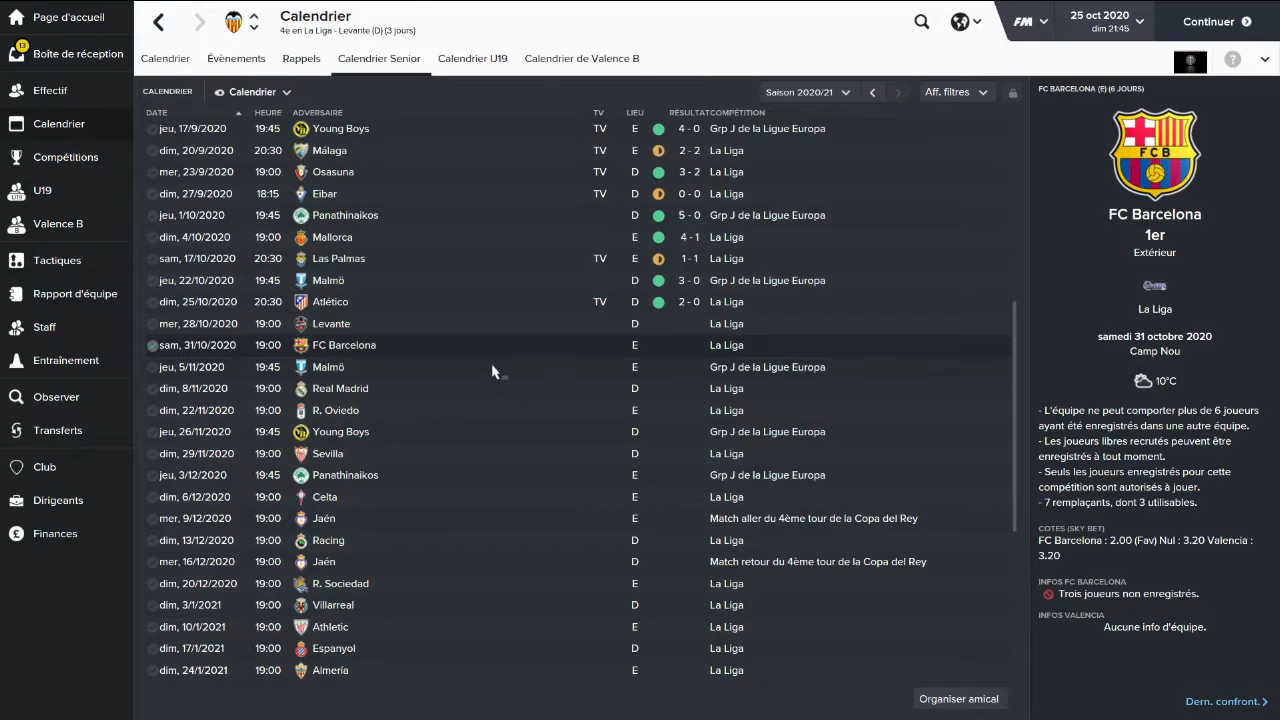 Page d'accueil
13
Boîte de réception
Effectif
Calendrier
Compétitions
U19
U19
B
Valence B
Tactiques
Rapport d'équipe
Staff
Entraînement
Observer
Transferts
Club
Dirigeants
Finances
Calendrier
4e en La Liga - Levante (D) (3 jours)
FM
25 oct 2020
dim 21:45
Continuer
Calendrier Évènements Rappels Calendrier Senior Calendrier U19 Calendrier de Valence B
?
CALENDRIER Calendrier Saison 2020/21 Aff. filtres
DATE HEURE ADVERSAIRE TV LIEU RÉSULTAT COMPÉTITION
jeu, 17/9/2020 19:45 Young Boys TV E 4 - 0 Grp J de la Ligue Europa
dim, 20/9/2020 20:30 Málaga TV E 2 - 2 La Liga
mer, 23/9/2020 19:00 Osasuna TV D 3 - 2 La Liga
dim, 27/9/2020 18:15 Eibar TV D 0 - 0 La Liga
jeu, 1/10/2020 19:45 Panathinaikos D 5 - 0 Grp J de la Ligue Europa
dim, 4/10/2020 19:00 Mallorca E 4 - 1 La Liga
sam, 17/10/2020 20:30 Las Palmas TV E 1 - 1 La Liga
jeu, 22/10/2020 19:45 Malmö D 3 - 0 Grp J de la Ligue Europa
dim, 25/10/2020 20:30 Atlético TV D 2 - 0 La Liga
mer, 28/10/2020 19:00 Levante D La Liga
sam, 31/10/2020 19:00 FC Barcelona E La Liga
jeu, 5/11/2020 19:45 Malmö E Grp J de la Ligue Europa
dim, 8/11/2020 19:00 Real Madrid D La Liga
dim, 22/11/2020 19:00 R. Oviedo E La Liga
jeu, 26/11/2020 19:45 Young Boys D Grp J de la Ligue Europa
dim, 29/11/2020 19:00 Sevilla D La Liga
jeu, 3/12/2020 19:45 Panathinaikos E Grp J de la Ligue Europa
dim, 6/12/2020 19:00 Celta E La Liga
mer, 9/12/2020 19:00 Jaén E Match aller du 4ème tour de la Copa del Rey
dim, 13/12/2020 19:00 Racing D La Liga
mer, 16/12/2020 19:00 Jaén D Match retour du 4ème tour de la Copa del Rey
dim, 20/12/2020 19:00 R. Sociedad E La Liga
dim, 3/1/2021 19:00 Villarreal D La Liga
dim, 10/1/2021 19:00 Athletic E La Liga
dim, 17/1/2021 19:00 Espanyol D La Liga
dim, 24/1/2021 19:00 Almería E La Liga
Organiser amical
FC BARCELONA (E) (6 JOURS)
FCB
FC Barcelona
1er
Extérieur
La Liga
samedi 31 octobre 2020
Camp Nou
10°C
- L'équipe ne peut comporter plus de 6 joueurs
ayant été enregistrés dans une autre équipe.
- Les joueurs libres recrutés peuvent être
enregistrés à tout moment.
- Seuls les joueurs enregistrés pour cette
compétition sont autorisés à jouer.
- 7 remplaçants, dont 3 utilisables.
COTES (SKY BET)
FC Barcelona : 2.00 (Fav) Nul : 3.20 Valencia :
3.20
INFOS FC BARCELONA
Trois joueurs non enregistrés.
INFOS VALENCIA
Aucune info d'équipe.
Dern. confront.